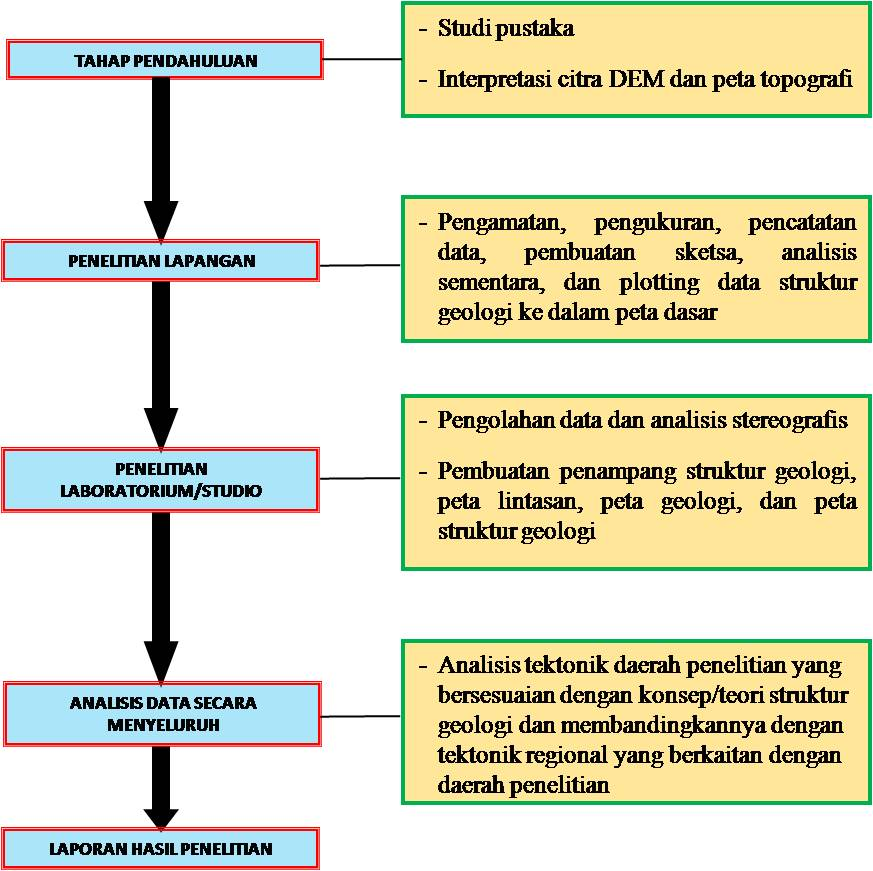 TAHAP PENDAHULUAN
- Studi pustaka
- Interpretasi citra DEM dan peta topografi
PENELITIAN LAPANGAN
- Pengamatan, pengukuran, pencatatan
data, pembuatan sketsa, analisis
sementara, dan plotting data struktur
geologi ke dalam peta dasar
PENELITIAN
LABORATORIUM/STUDIO
- Pengolahan data dan analisis stereografis
- Pembuatan penampang struktur geologi,
peta lintasan, peta geologi, dan peta
struktur geologi
ANALISIS DATA SECARA
MENYELURUH
- Analisis tektonik daerah penelitian yang
bersesuaian dengan konsep/teori struktur
geologi dan membandingkannya dengan
tektonik regional yang berkaitan dengan
daerah penelitian
LAPORAN HASIL PENELITIAN